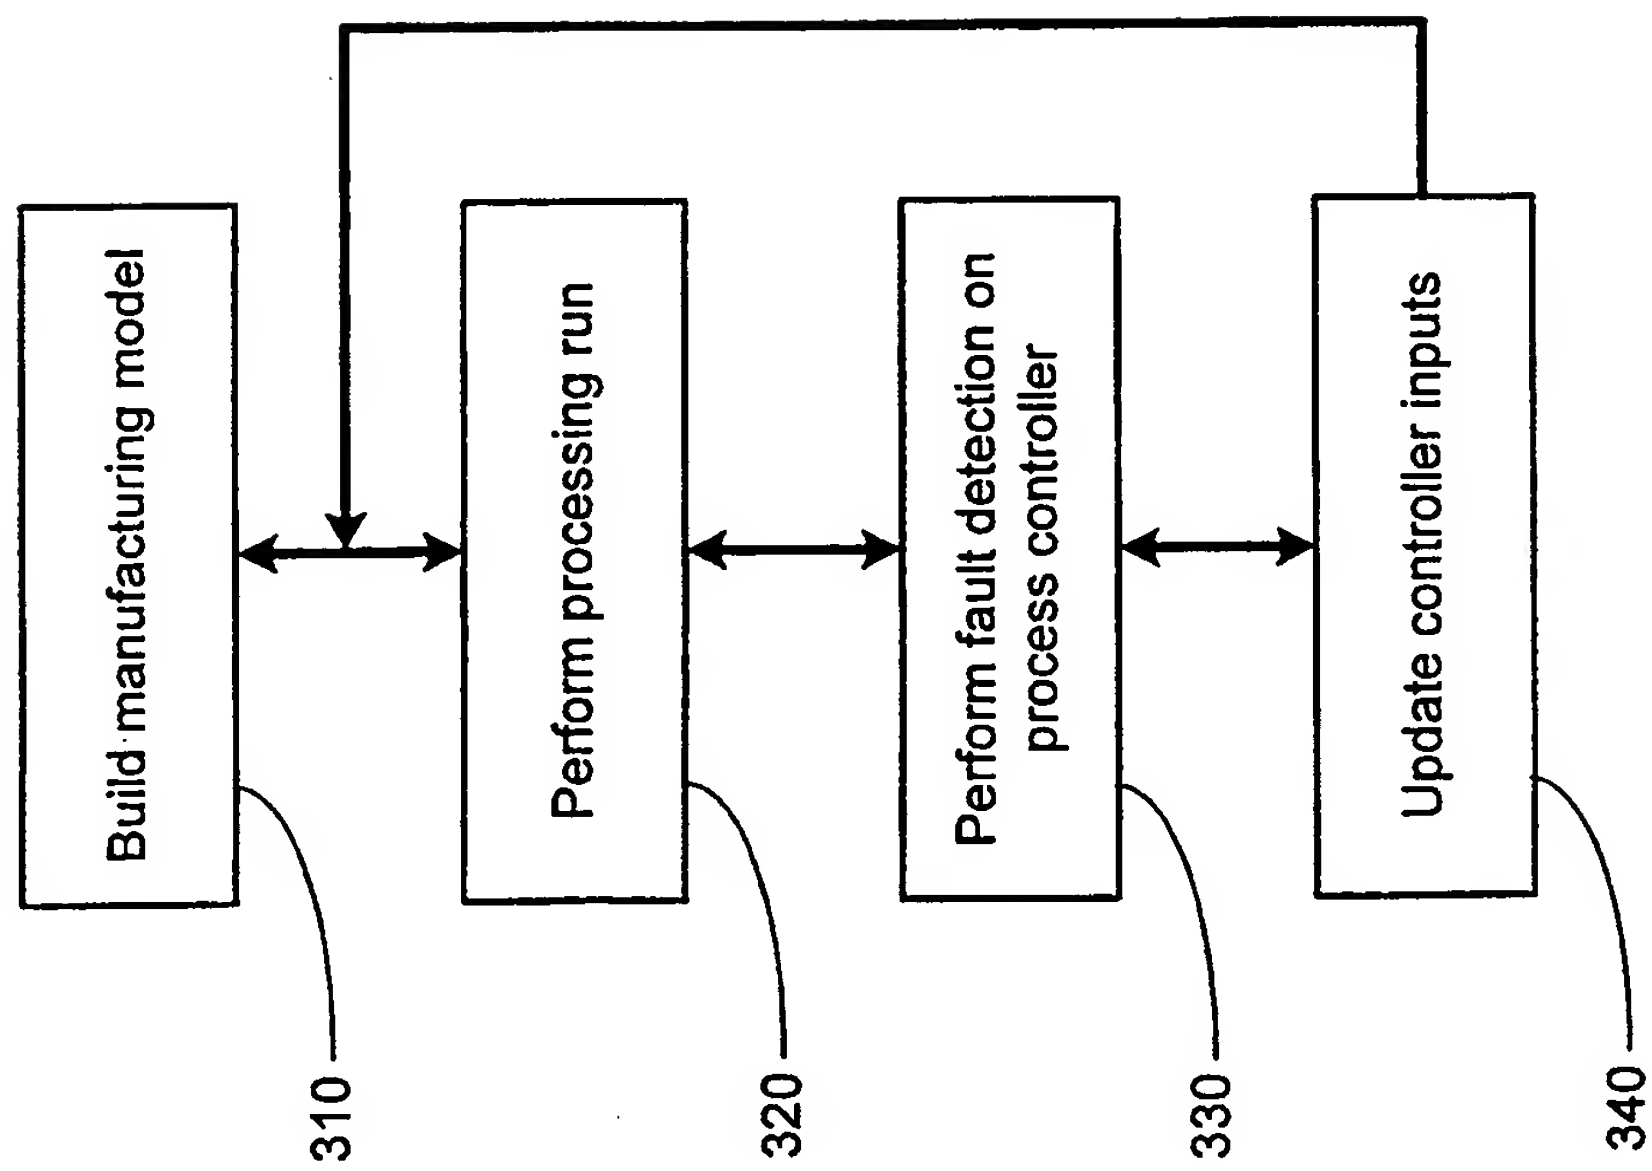 Build manufacturing model
310
Perform processing run
320
Perform fault detection on
process controller
330
Update controller inputs
340